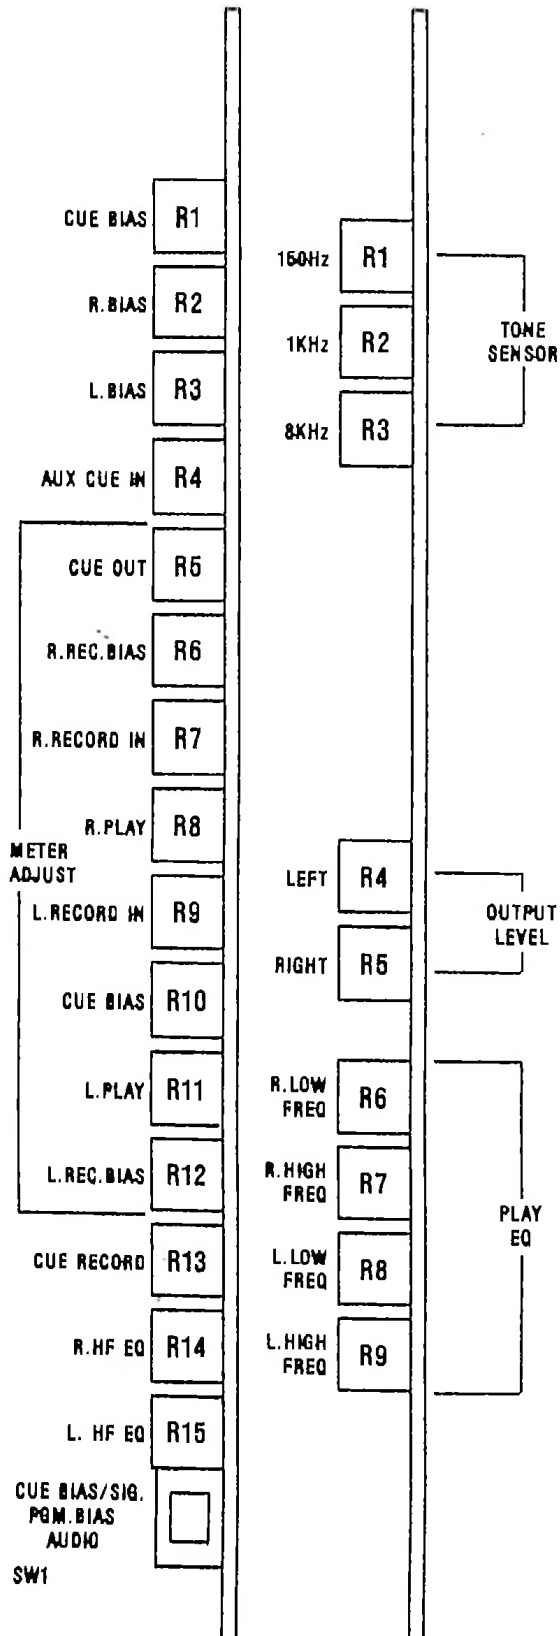 CUE BIAS R1
R.BIAS R2
L.BIAS R3
AUX CUE IN R4
METER
ADJUST
CUE OUT R5
R.REC.BIAS R6
R.RECORD IN R7
R.PLAY R8
L.RECORD IN R9
CUE BIAS R10
L.PLAY R11
L.REC.BIAS R12
CUE RECORD R13
R.HF EQ R14
L. HF EQ R15
CUE BIAS/SIG.
PGM.BIAS
AUDIO
SW1
150Hz R1
1KHz R2
8KHz R3
TONE
SENSOR
LEFT R4
RIGHT R5
OUTPUT
LEVEL
R.LOW
FREQ R6
R.HIGH
FREQ R7
L.LOW
FREQ R8
L.HIGH
FREQ R9
PLAY
EQ